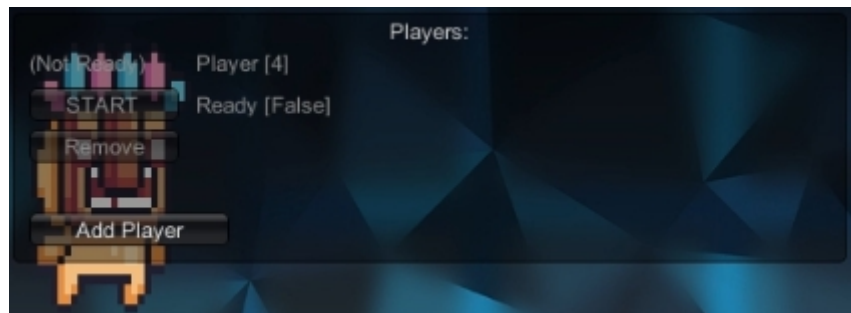 Players:
(Not Ready) Player [4]
START Ready [False]
Remove
Add Player